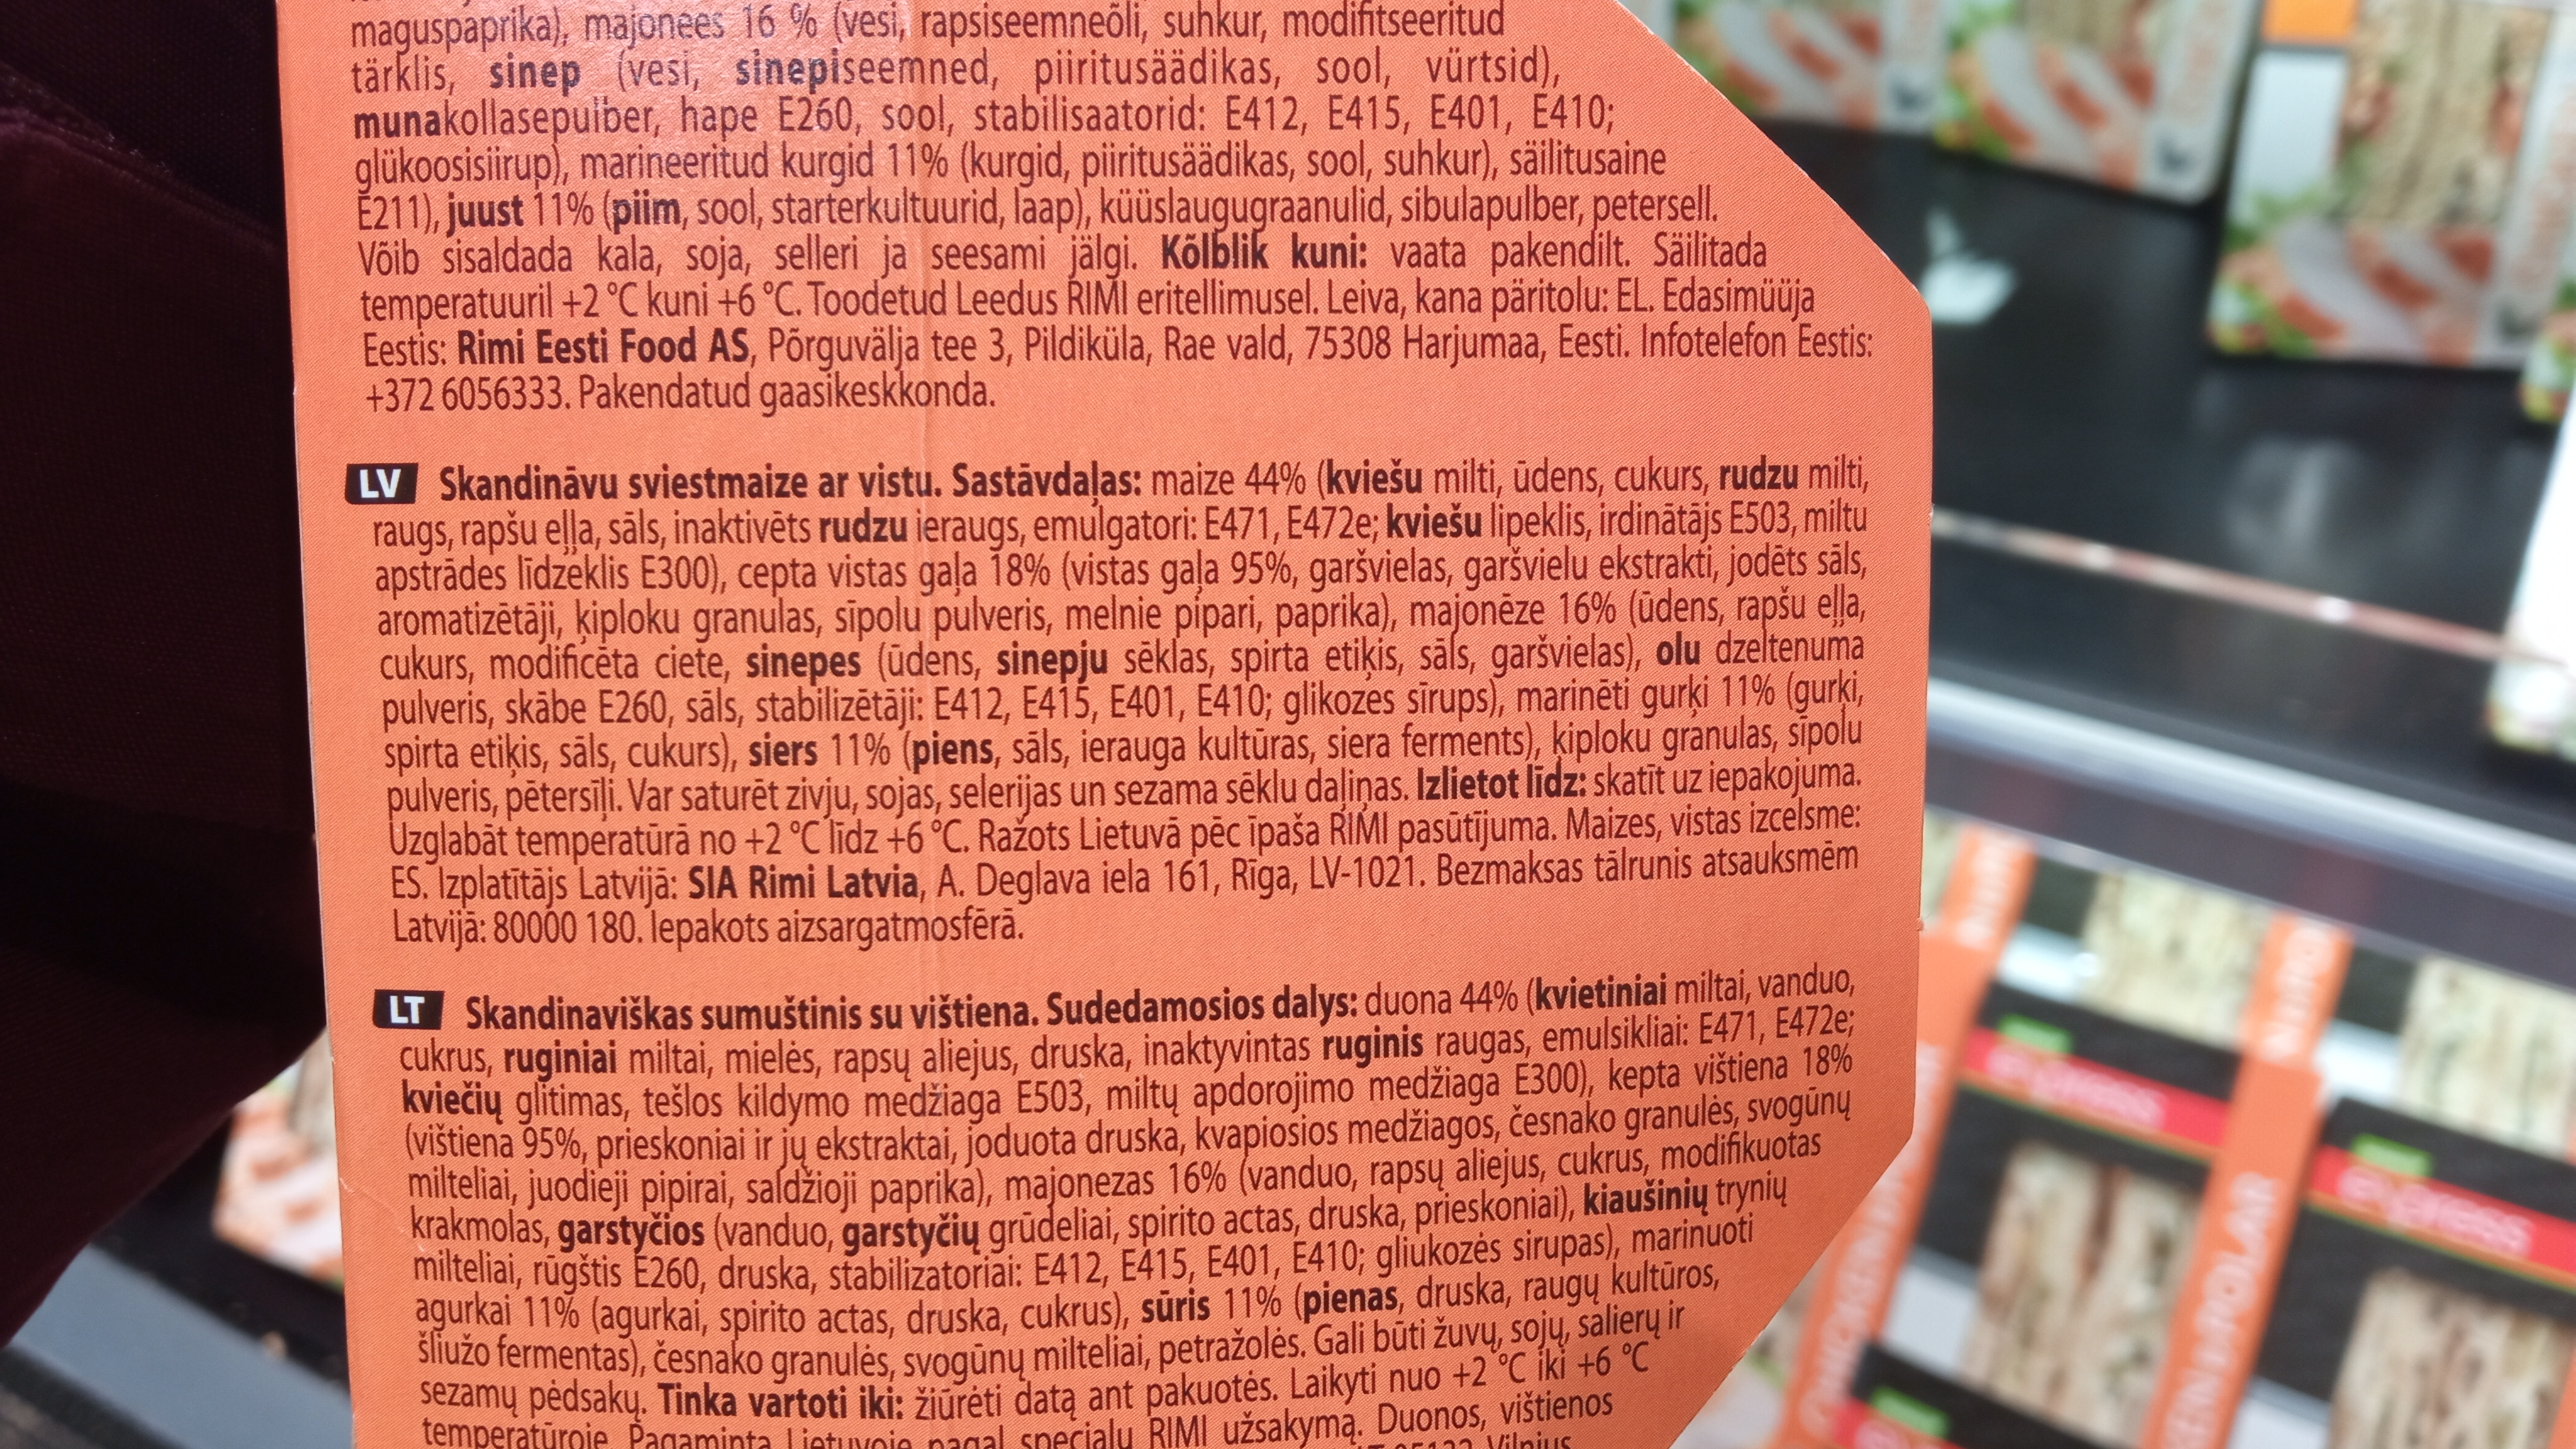 maguspaprika), majonees 16 % (vesi, rapsiseemneõli, suhkur, modifitseeritud
tärklis, sinep (vesi, sinepiseemned, piiritusäädikas, sool, vürtsid),
munakollasepulber, hape E260, sool, stabilisaatorid: E412, E415, E401, E410;
glükoosisiirup), marineeritud kurgid 11% (kurgid, piiritusäädikas, sool, suhkur), säilitusaine
E211), juust 11% (piim, sool, starterkultuurid, laap), küüslaugugraanulid, sibulapulber, petersell.
Võib sisaldada kala, soja, selleri ja seesami jälgi. Kõlblik kuni: vaata pakendilt. Säilitada
temperatuuril +2 °C kuni +6 °C. Toodetud Leedus RIMI eritellimusel. Leiva, kana päritolu: EL. Edasimüüja
Eestis: Rimi Eesti Food AS, Põrguvälja tee 3, Pildiküla, Rae vald, 75308 Harjumaa, Eesti. Infotelefon Eestis:
+372 6056333. Pakendatud gaasikeskkonda.
LV Skandināvu sviestmaize ar vistu. Sastāvdaļas: maize 44% (kviešu milti, ūdens, cukurs, rudzu milti,
raugs, rapšu eļļa, sāls, inaktivēts rudzu ieraugs, emulgatori: E471, E472e; kviešu lipeklis, irdinātājs E503, miltu
apstrādes līdzeklis E300), cepta vistas gaļa 18% (vistas gaļa 95%, garšvielas, garšvielu ekstrakti, jodēts sāls,
aromatizētāji, ķiploku granulas, sīpolu pulveris, melnie pipari, paprika), majonēze 16% (ūdens, rapšu eļļa,
cukurs, modificēta ciete, sinepes (ūdens, sinepju sēklas, spirta etiķis, sāls, garšvielas), olu dzeltenuma
pulveris, skābe E260, sāls, stabilizētāji: E412, E415, E401, E410; glikozes sīrups), marinēti gurķi 11% (gurķi,
spirta etiķis, sāls, cukurs), siers 11% (piens, sāls, ierauga kultūras, siera ferments), ķiploku granulas, sīpolu
pulveris, pētersīļi. Var saturēt zivju, sojas, selerijas un sezama sēklu daļiņas. Izlietot līdz: skatīt uz iepakojuma.
Uzglabāt temperatūrā no +2 °C līdz +6 °C. Ražots Lietuvā pēc īpaša RIMI pasūtījuma. Maizes, vistas izcelsme:
ES. Izplatītājs Latvijā: SIA Rimi Latvia, A. Deglava iela 161, Rīga, LV-1021. Bezmaksas tālrunis atsauksmēm
Latvijā: 80000 180. Iepakots aizsargatmosfērā.
LT Skandinaviškas sumuštinis su vištiena. Sudedamosios dalys: duona 44% (kvietiniai miltai, vanduo,
cukrus, ruginiai miltai, mielės, rapsų aliejus, druska, inaktyvintas ruginis raugas, emulsikliai: E471, E472e;
kviečių glitimas, tešlos kildymo medžiaga E503, miltų apdorojimo medžiaga E300), kepta vištiena 18%
(vištiena 95%, prieskoniai ir jų ekstraktai, joduota druska, kvapiosios medžiagos, česnako granulės, svogūnų
milteliai, juodieji pipirai, saldžioji paprika), majonezas 16% (vanduo, rapsų aliejus, cukrus, modifikuotas
krakmolas, garstyčios (vanduo, garstyčių grūdeliai, spirito actas, druska, prieskoniai), kiaušinių trynių
milteliai, rūgštis E260, druska, stabilizatoriai: E412, E415, E401, E410; gliukozės sirupas), marinuoti
agurkai 11% (agurkai, spirito actas, druska, cukrus), sūris 11% (pienas, druska, raugų kultūros,
šliužo fermentas), česnako granulės, svogūnų milteliai, petražolės. Gali būti žuvų, sojų, salierų ir
sezamų pėdsakų. Tinka vartoti iki: žiūrėti datą ant pakuotės. Laikyti nuo +2 °C iki +6 °C
temperatūroje. Pagaminta Lietuvoje pagal specialų RIMI užsakymą. Duonos, vištienos
Vilnius
express
express